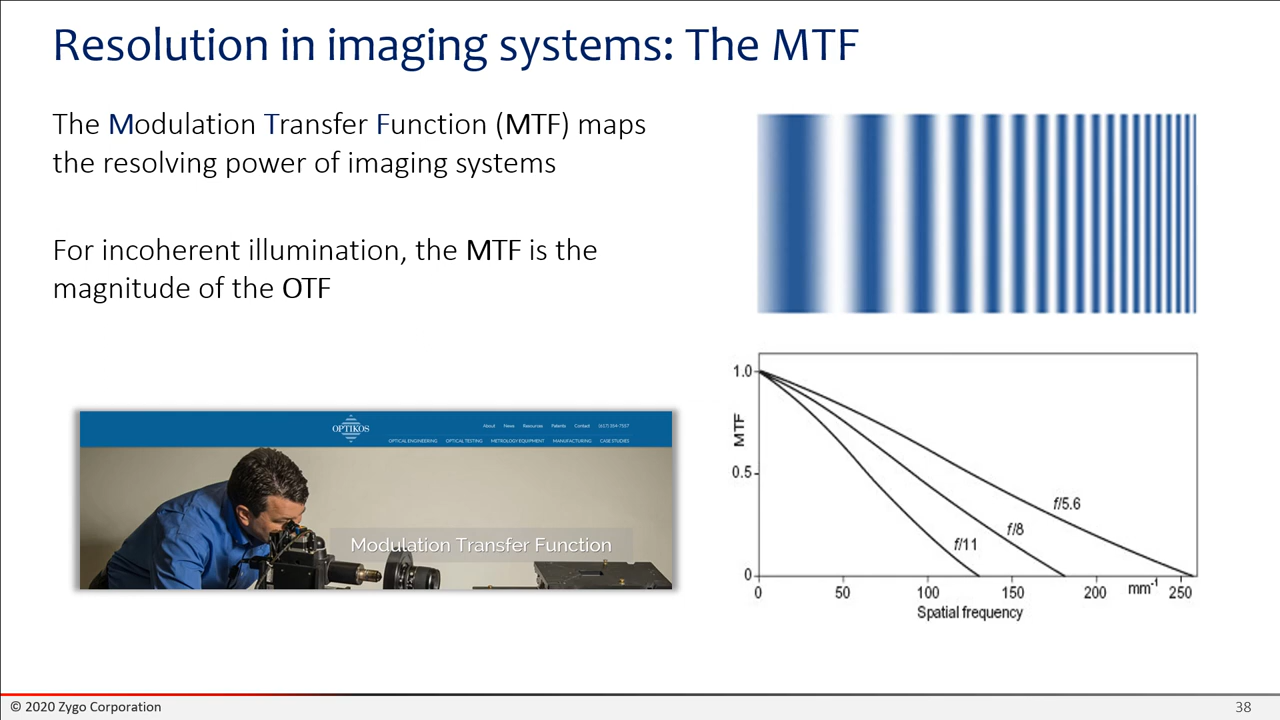 Resolution in imaging systems: The MTF
The Modulation Transfer Function (MTF) maps
the resolving power of imaging systems
For incoherent illumination, the MTF is the
magnitude of the OTF
OPTIKOS
About News Resources Patents Contact (617) 354-7557
OPTICAL ENGINEERING OPTICAL TESTING METROLOGY EQUIPMENT MANUFACTURING CASE STUDIES
Modulation Transfer Function
1.0
MTF
0.5
0
f/5.6
f/8
f/11
0 50 100 150 200 mm⁻¹ 250
Spatial frequency
© 2020 Zygo Corporation
38